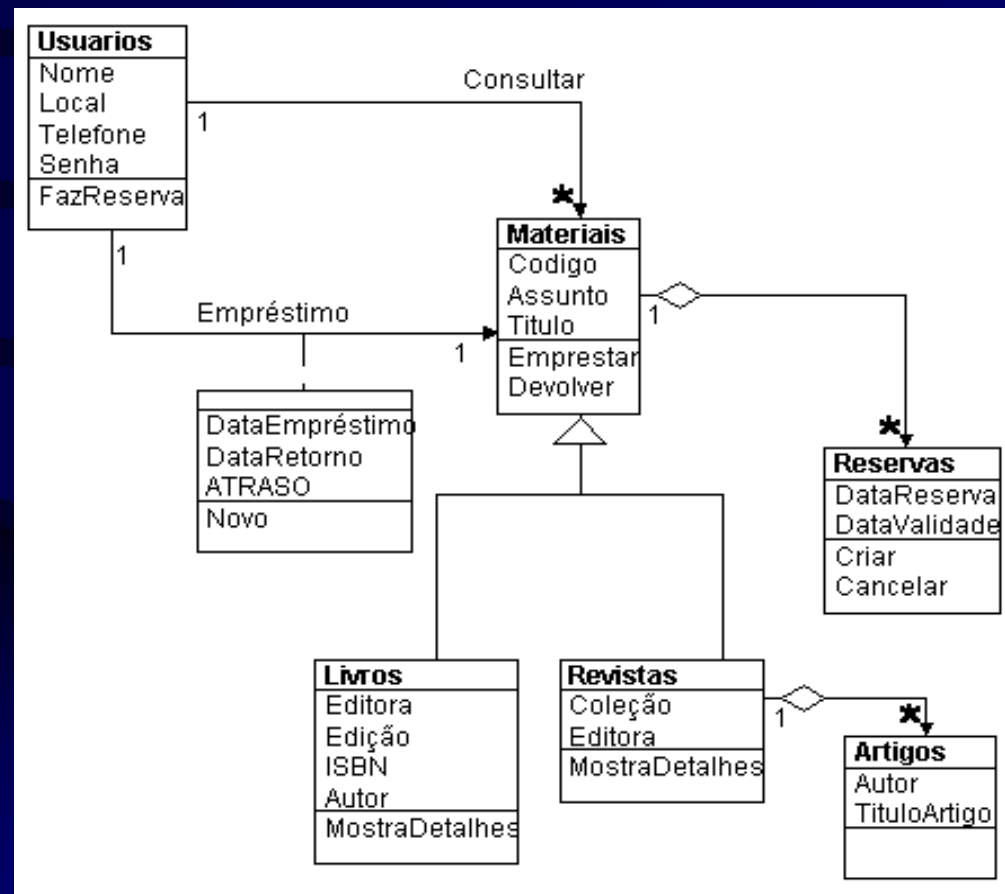 Usuarios
Nome
Local
Telefone
Senha
FazReserva
1
Consultar
*
1
Empréstimo
1
Materiais
Codigo
Assunto
Titulo
Emprestar
Devolver
1
*
DataEmpréstimo
DataRetorno
ATRASO
Novo
Reservas
DataReserva
DataValidade
Criar
Cancelar
Livros
Editora
Edição
ISBN
Autor
MostraDetalhes
Revistas
Coleção
Editora
MostraDetalhes
1
*
Artigos
Autor
TituloArtigo